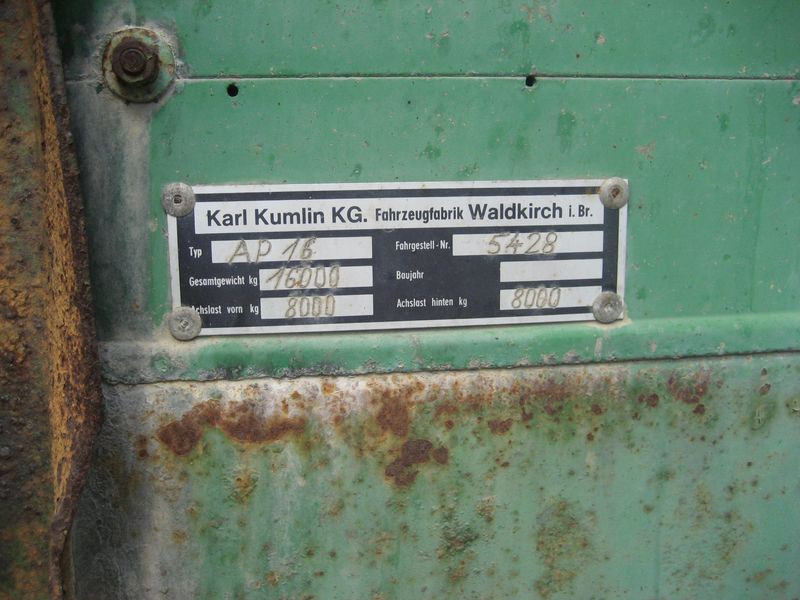 Karl Kumlin KG. Fahrzeugfabrik Waldkirch i. Br.
Typ AP 16 Fahrgestell-Nr. 5428
Gesamtgewicht kg 16000 Baujahr
Achslast vorn kg 8000 Achslast hinten kg 8000